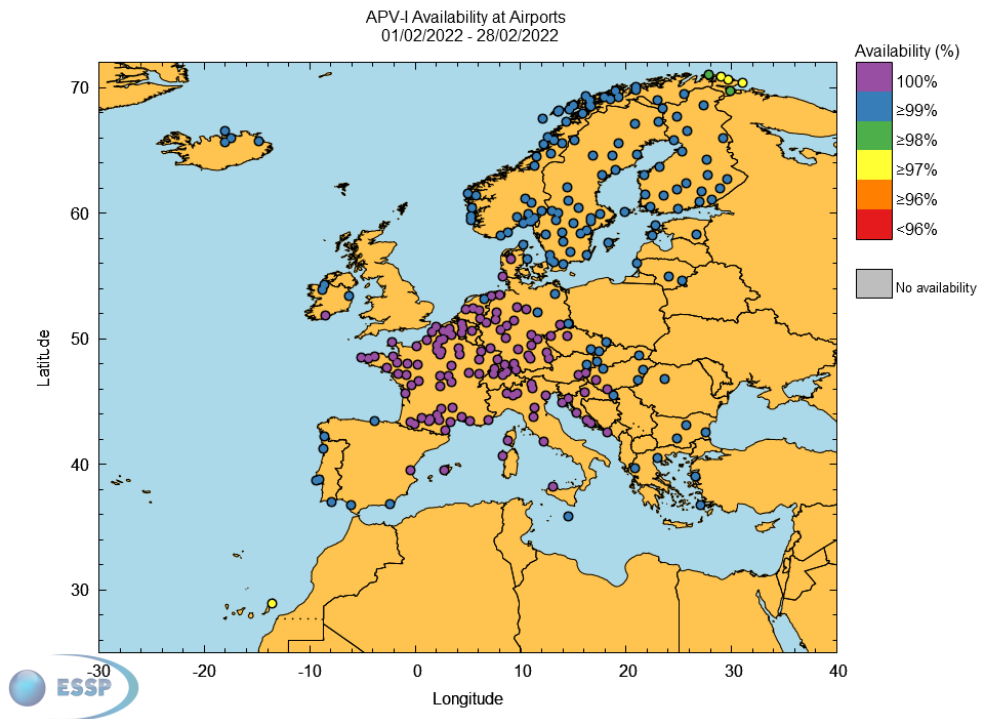 APV-I Availability at Airports
01/02/2022 - 28/02/2022
Availability (%)
100%
≥99%
≥98%
≥97%
≥96%
<96%
No availability
70
60
50
40
30
Latitude
-30 -20 -10 0 10 20 30 40
Longitude
ESSP